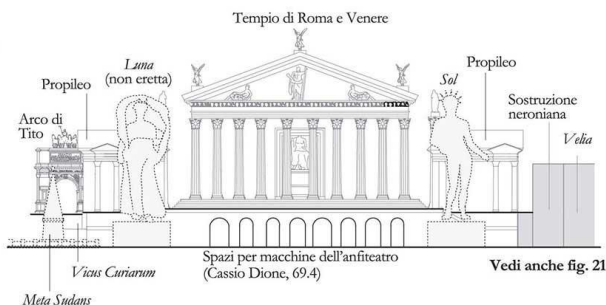 Tempio di Roma e Venere
Luna
(non eretta)
Propileo
Arco di
Tito
Sol
Propileo
Sostruzione
neroniana
Velia
Spazi per macchine dell'anfiteatro
(Cassio Dione, 69.4)
Vedi anche fig. 21
Vicus Curiarum
Meta Sudans